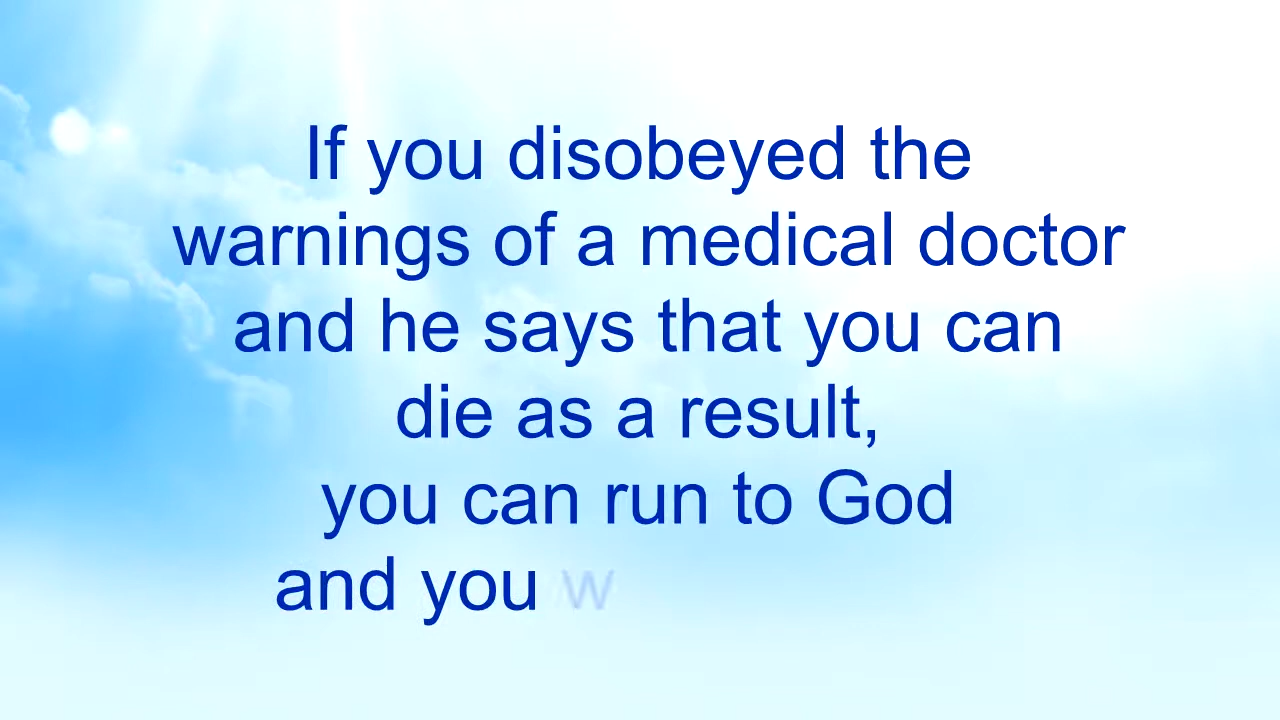 If you disobeyed the
warnings of a medical doctor
and he says that you can
die as a result,
you can run to God
and you w